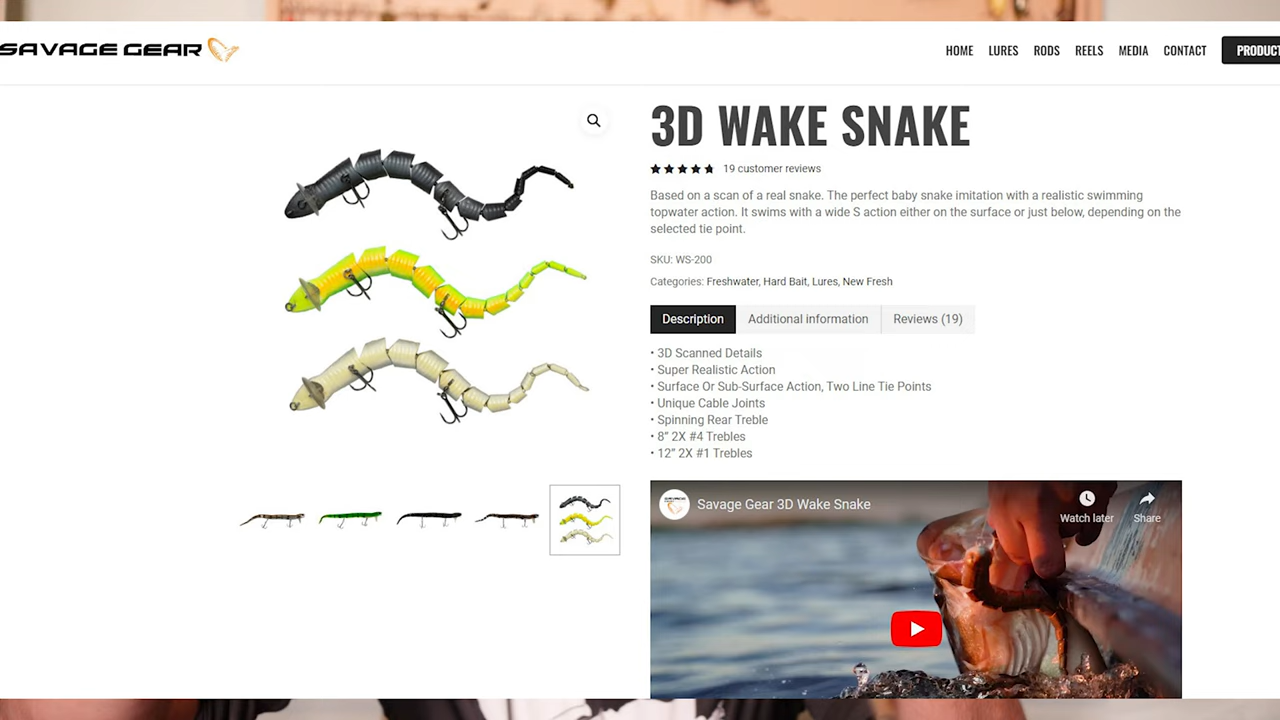 SAVAGE GEAR
HOME LURES RODS REELS MEDIA CONTACT PRODUCT
3D WAKE SNAKE
19 customer reviews
Based on a scan of a real snake. The perfect baby snake imitation with a realistic swimming
topwater action. It swims with a wide S action either on the surface or just below, depending on the
selected tie point.
SKU: WS-200
Categories: Freshwater, Hard Bait, Lures, New Fresh
Description Additional information Reviews (19)
• 3D Scanned Details
• Super Realistic Action
• Surface Or Sub-Surface Action, Two Line Tie Points
• Unique Cable Joints
• Spinning Rear Treble
• 8” 2X #4 Trebles
• 12” 2X #1 Trebles
Savage Gear 3D Wake Snake
Watch later Share